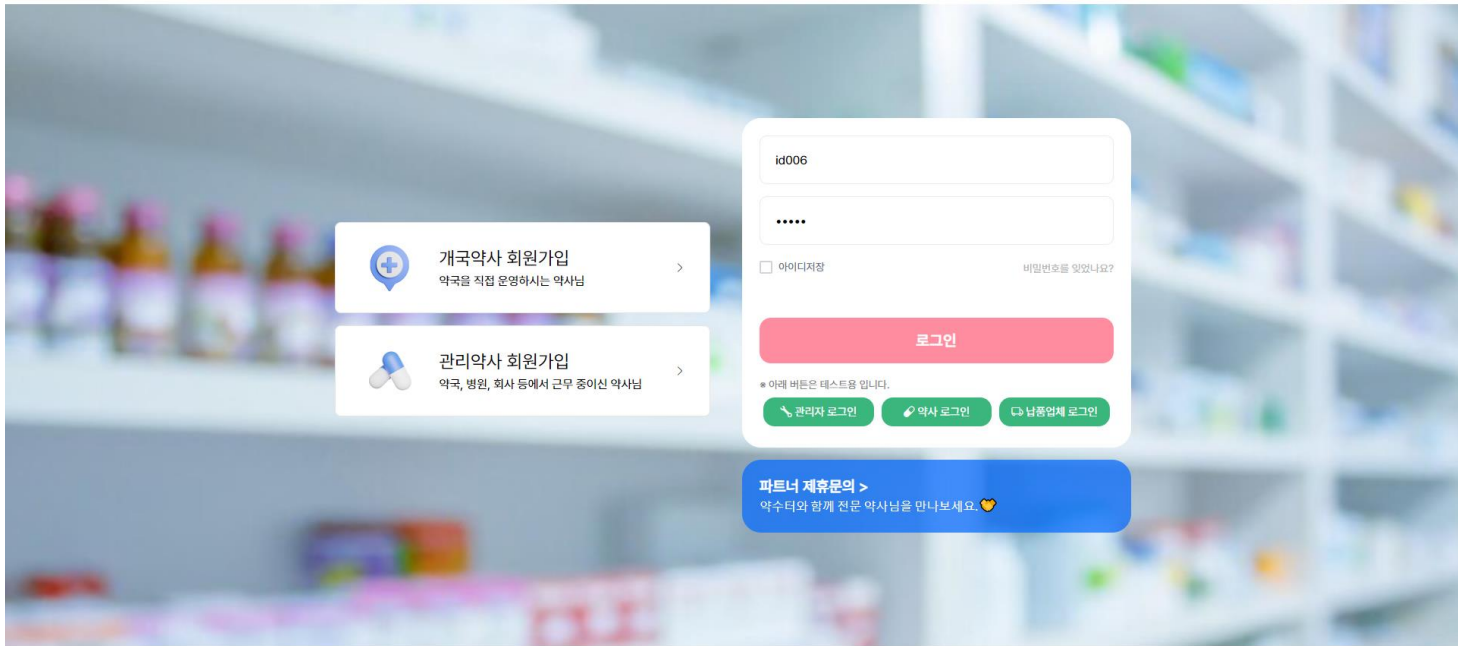 개국약사 회원가입
약국을 직접 운영하시는 약사님
관리약사 회원가입
약국, 병원, 회사 등에서 근무 중이신 약사님
id006
•••••
아이디저장
비밀번호를 잊었나요?
로그인
※ 아래 버튼은 테스트용 입니다.
관리자 로그인
약사 로그인
납품업체 로그인
파트너 제휴문의 >
약수터와 함께 전문 약사님을 만나보세요.